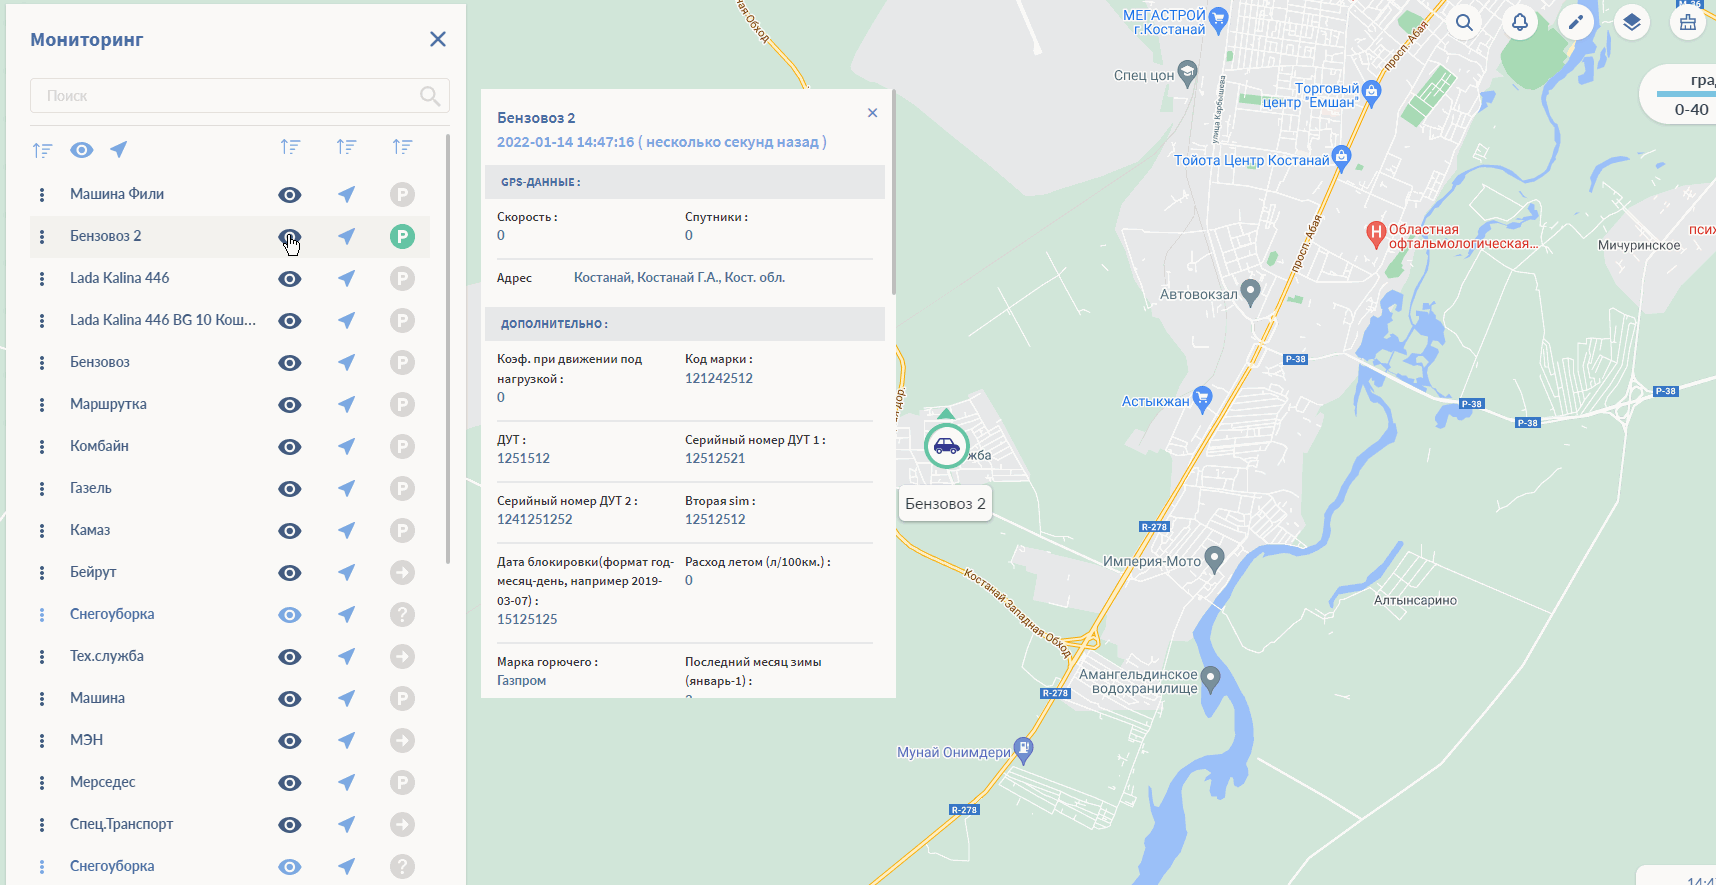 Мониторинг
Поиск
Машина Фили
P
Бензовоз 2
P
Lada Kalina 446
P
Lada Kalina 446 BG 10 Кош...
P
Бензовоз
P
Маршрутка
P
Комбайн
P
Газель
P
Камаз
P
Бейрут
Снегоуборка
?
Тех.служба
Машина
МЭН
Мерседес
P
Спец.Транспорт
Снегоуборка
?
Бензовоз 2
2022-01-14 14:47:16 ( несколько секунд назад )
GPS-ДАННЫЕ :
Скорость :
0
Спутники :
0
Адрес
Костанай, Костанай Г.А., Кост. обл.
ДОПОЛНИТЕЛЬНО :
Коэф. при движении под
нагрузкой :
0
Код марки :
121242512
ДУТ :
1251512
Серийный номер ДУТ 1 :
12512521
Серийный номер ДУТ 2 :
1241251252
Вторая sim :
12512512
Дата блокировки(формат год-
месяц-день, например 2019-
03-07) :
15125125
Расход летом (л/100км.) :
0
Марка горючего :
Газпром
Последний месяц зимы
(январь-1) :
ная Обход
МЕГАСТРОЙ
г.Костанай
Спец цон
улица Карбышева
Торговый
центр "Емшан"
просп. Абая
M-36
гра
0-40
Тойота Центр Костанай
просп. Абая
H
Областная
офтальмологическая...
Мичуринское
псих
Автовокзал
P-38
P-38
P-38
P-38
Астыкжан
дор.
жба
Бензовоз 2
R-278
Империя-Мото
Костанай Западная Обход
Алтынсарино
Амангельдинское
водохранилище
R-278
Мунай Онимдери
R-278
14:4